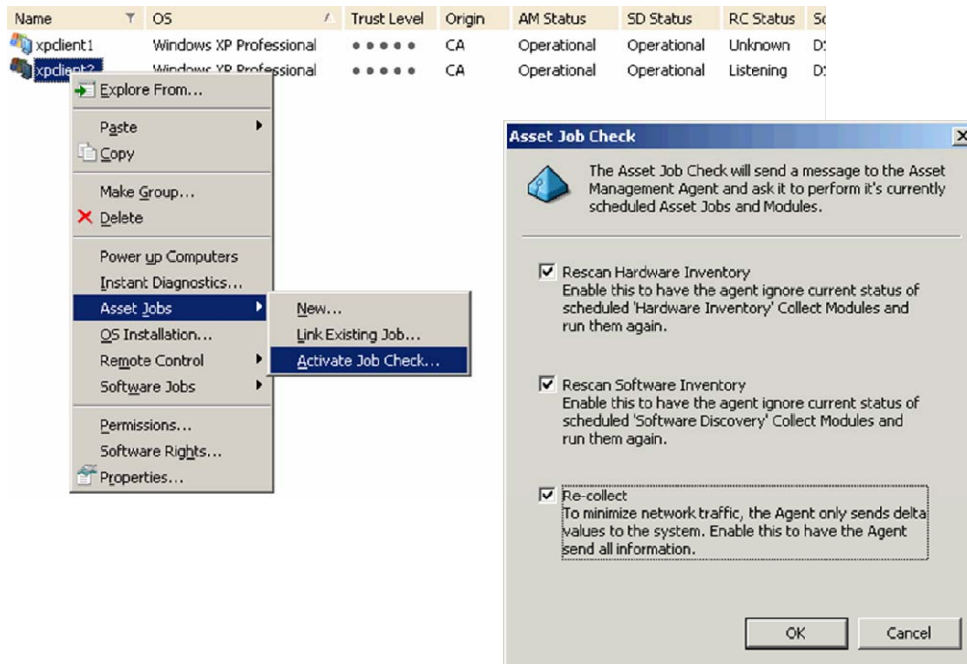 Name OS Trust Level Origin AM Status SD Status RC Status
xpclient1 Windows XP Professional CA Operational Operational Unknown
xpclient2 Windows XP Professional CA Operational Operational Listening
Explore From...
Paste
Copy
Make Group...
Delete
Power up Computers
Instant Diagnostics...
Asset Jobs
OS Installation...
Remote Control
Software Jobs
Permissions...
Software Rights...
Properties...
New...
Link Existing Job...
Activate Job Check...
Asset Job Check
The Asset Job Check will send a message to the Asset
Management Agent and ask it to perform it's currently
scheduled Asset Jobs and Modules.
Rescan Hardware Inventory
Enable this to have the agent ignore current status of
scheduled 'Hardware Inventory' Collect Modules and
run them again.
Rescan Software Inventory
Enable this to have the agent ignore current status of
scheduled 'Software Discovery' Collect Modules and
run them again.
Re-collect
To minimize network traffic, the Agent only sends delta
values to the system. Enable this to have the Agent
send all information.
OK Cancel